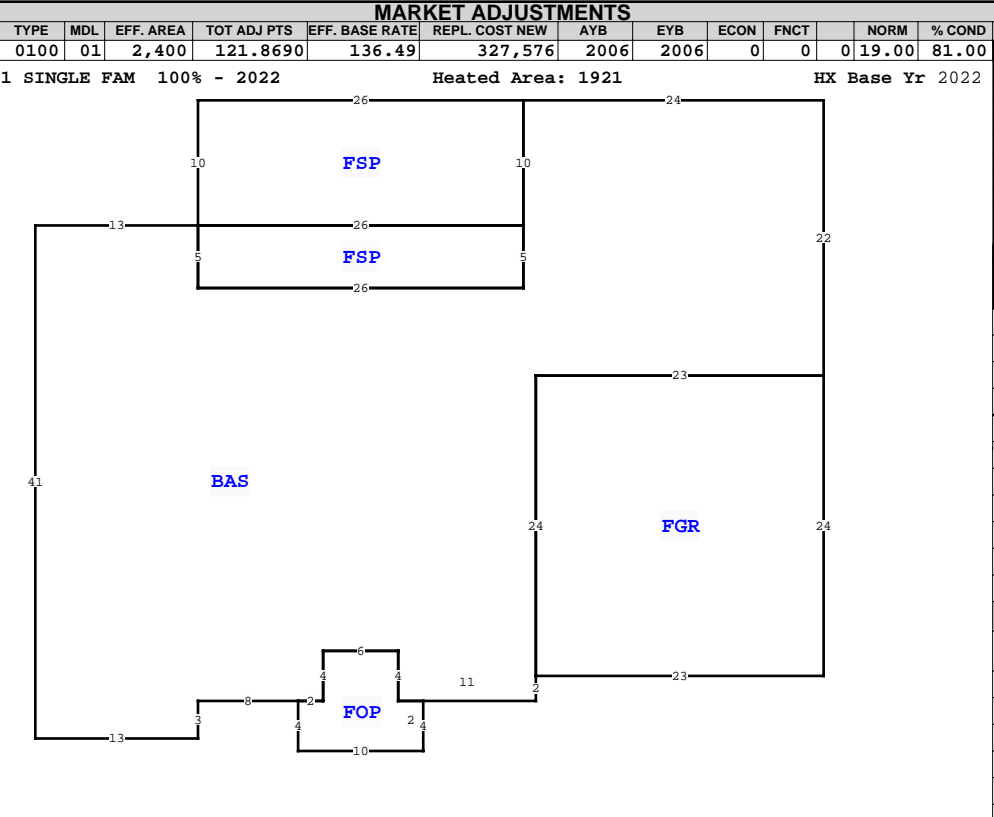 MARKET ADJUSTMENTS
TYPE MDL EFF. AREA TOT ADJ PTS EFF. BASE RATE REPL. COST NEW AYB EYB ECON FNCT NORM % COND
0100 01 2,400 121.8690 136.49 327,576 2006 2006 0 0 0 19.00 81.00
1 SINGLE FAM 100% - 2022 Heated Area: 1921 HX Base Yr 2022
26 24
10 FSP 10
13 26 22
5 FSP 5
26
23
41 BAS
24 FGR 24
6
4 4 11 23
2
8 2
3 4 FOP 2 4
13 10